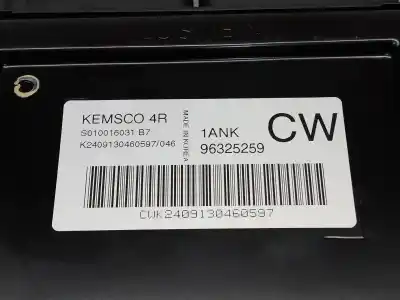 KEMSCO 4R
S010016031 B7
K2409130460597/046
MADE IN KOREA
1ANK
96325259
CW
CWK2409130460597